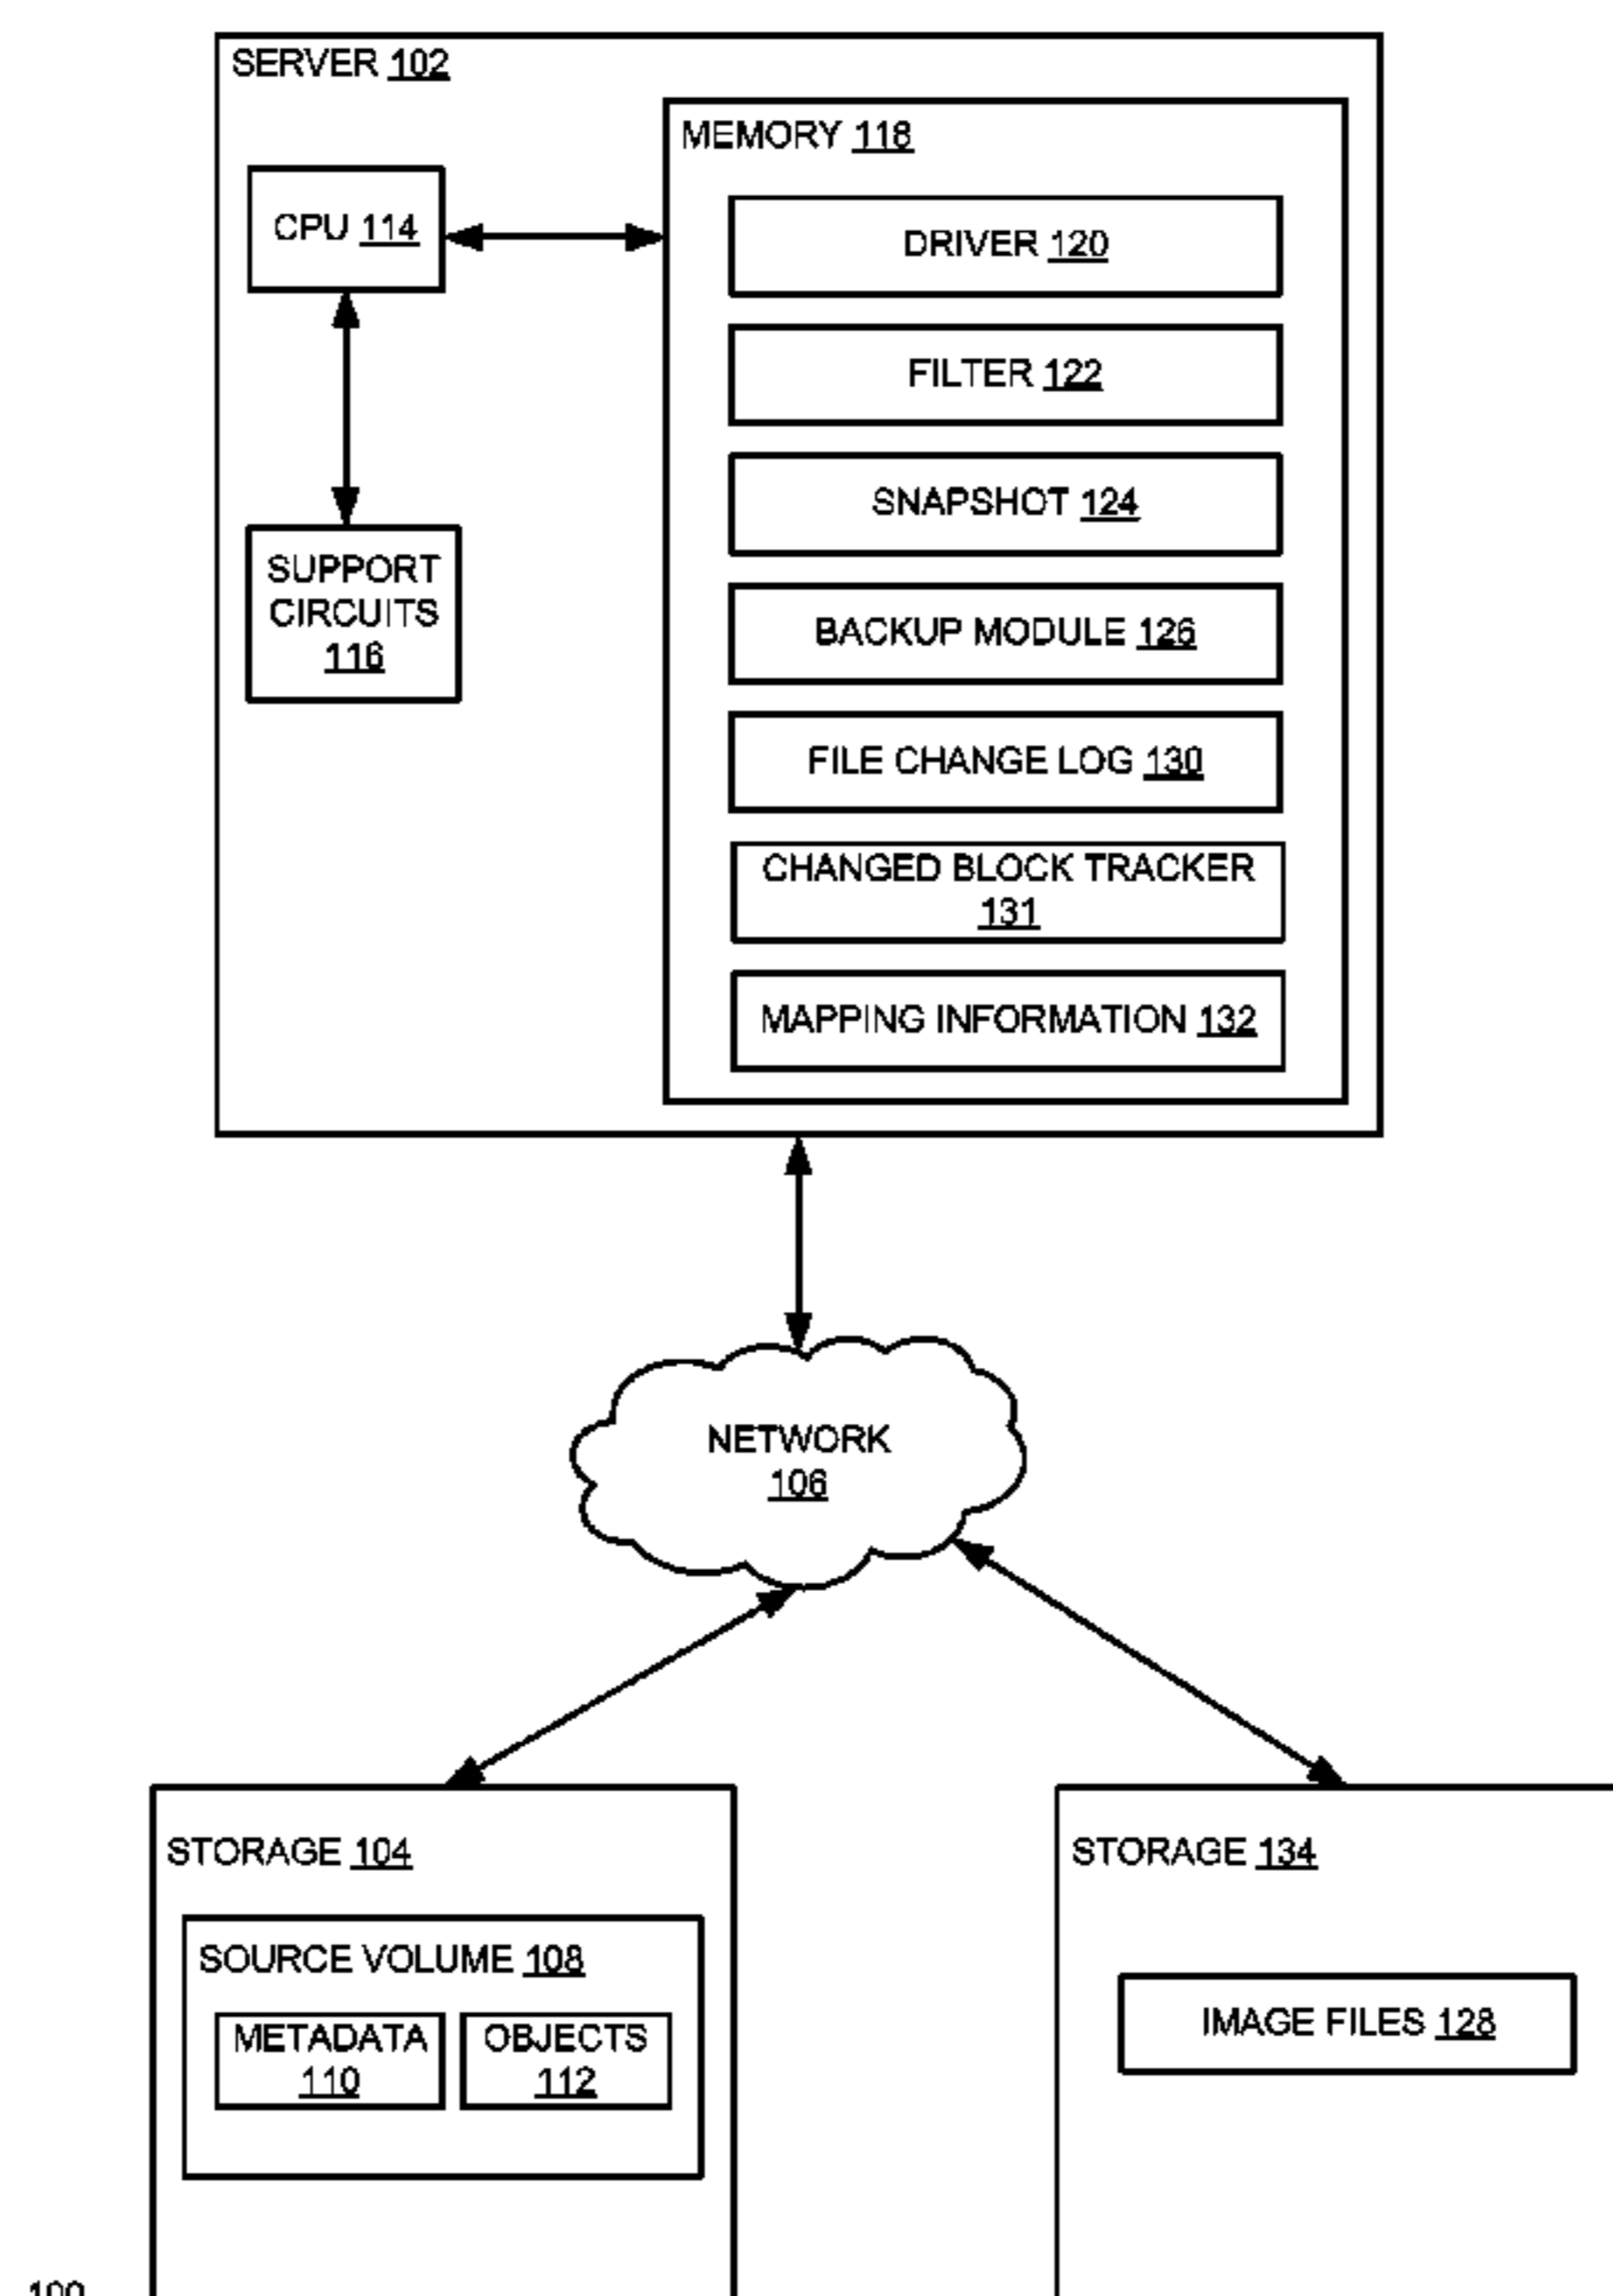 SERVER 102
MEMORY 118
CPU 114
DRIVER 120
FILTER 122
SNAPSHOT 124
SUPPORT
CIRCUITS
116
BACKUP MODULE 126
FILE CHANGE LOG 130
CHANGED BLOCK TRACKER
131
MAPPING INFORMATION 132
NETWORK
106
STORAGE 104
STORAGE 134
SOURCE VOLUME 108
METADATA
110
OBJECTS
112
IMAGE FILES 128